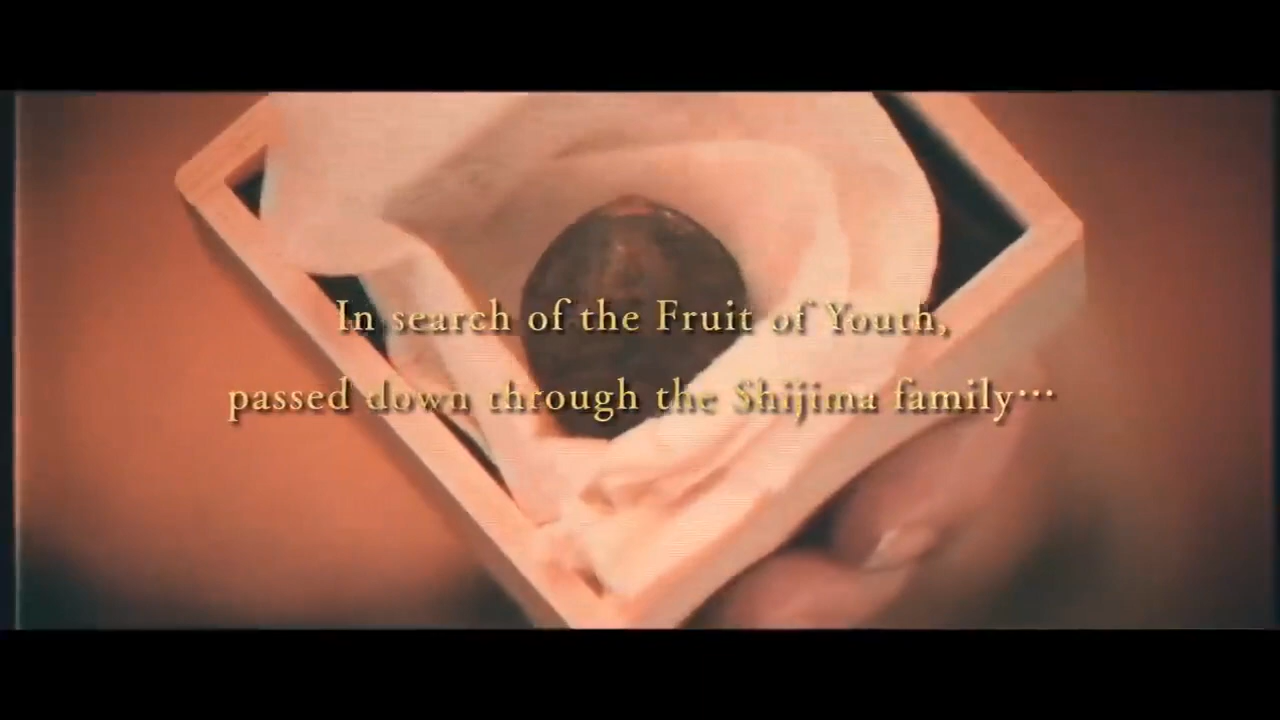 In search of the Fruit of Youth,
passed down through the Shijima family···